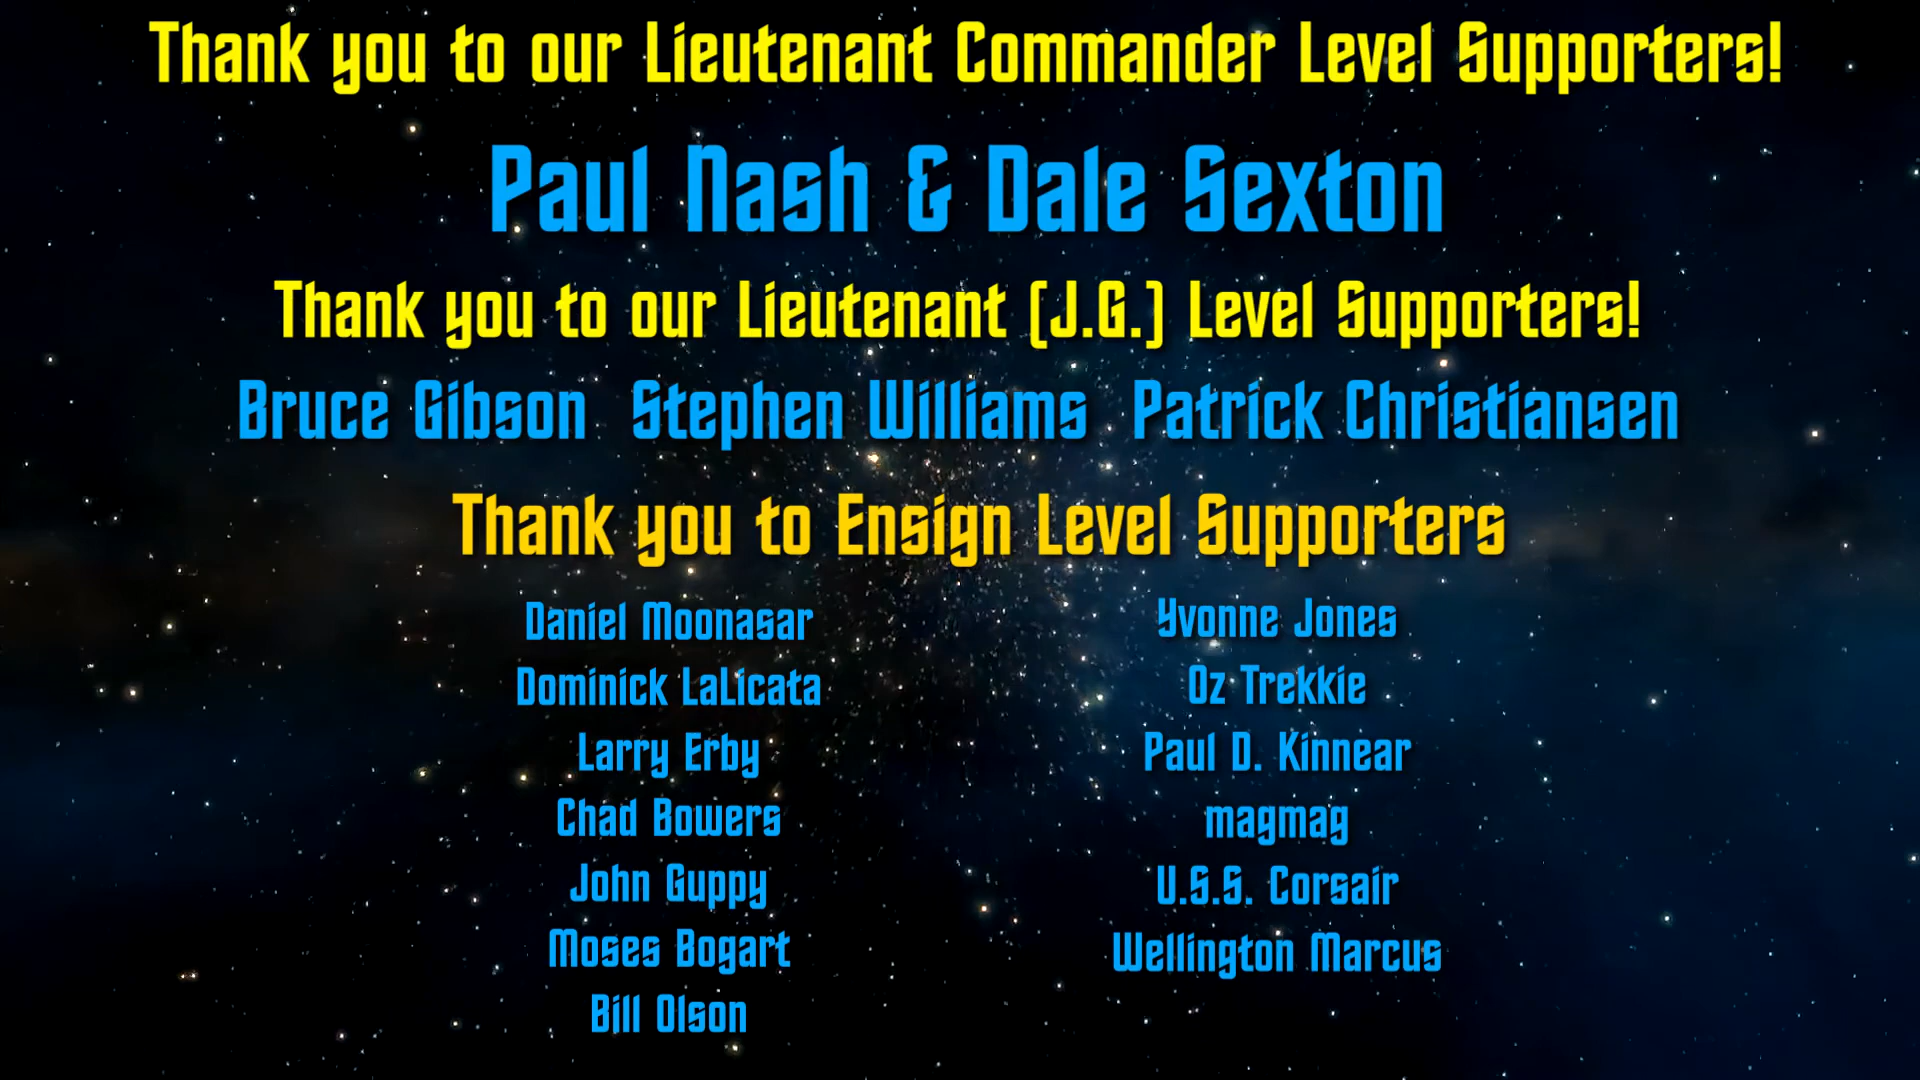 Thank you to our Lieutenant Commander Level Supporters!
Paul Nash & Dale Sexton
Thank you to our Lieutenant (J.G.) Level Supporters!
Bruce Gibson Stephen Williams Patrick Christiansen
Thank you to Ensign Level Supporters
Daniel Moonasar
Dominick LaLicata
Larry Erby
Chad Bowers
John Guppy
Moses Bogart
Bill Olson
Yvonne Jones
Oz Trekkie
Paul D. Kinnear
magmag
U.S.S. Corsair
Wellington Marcus